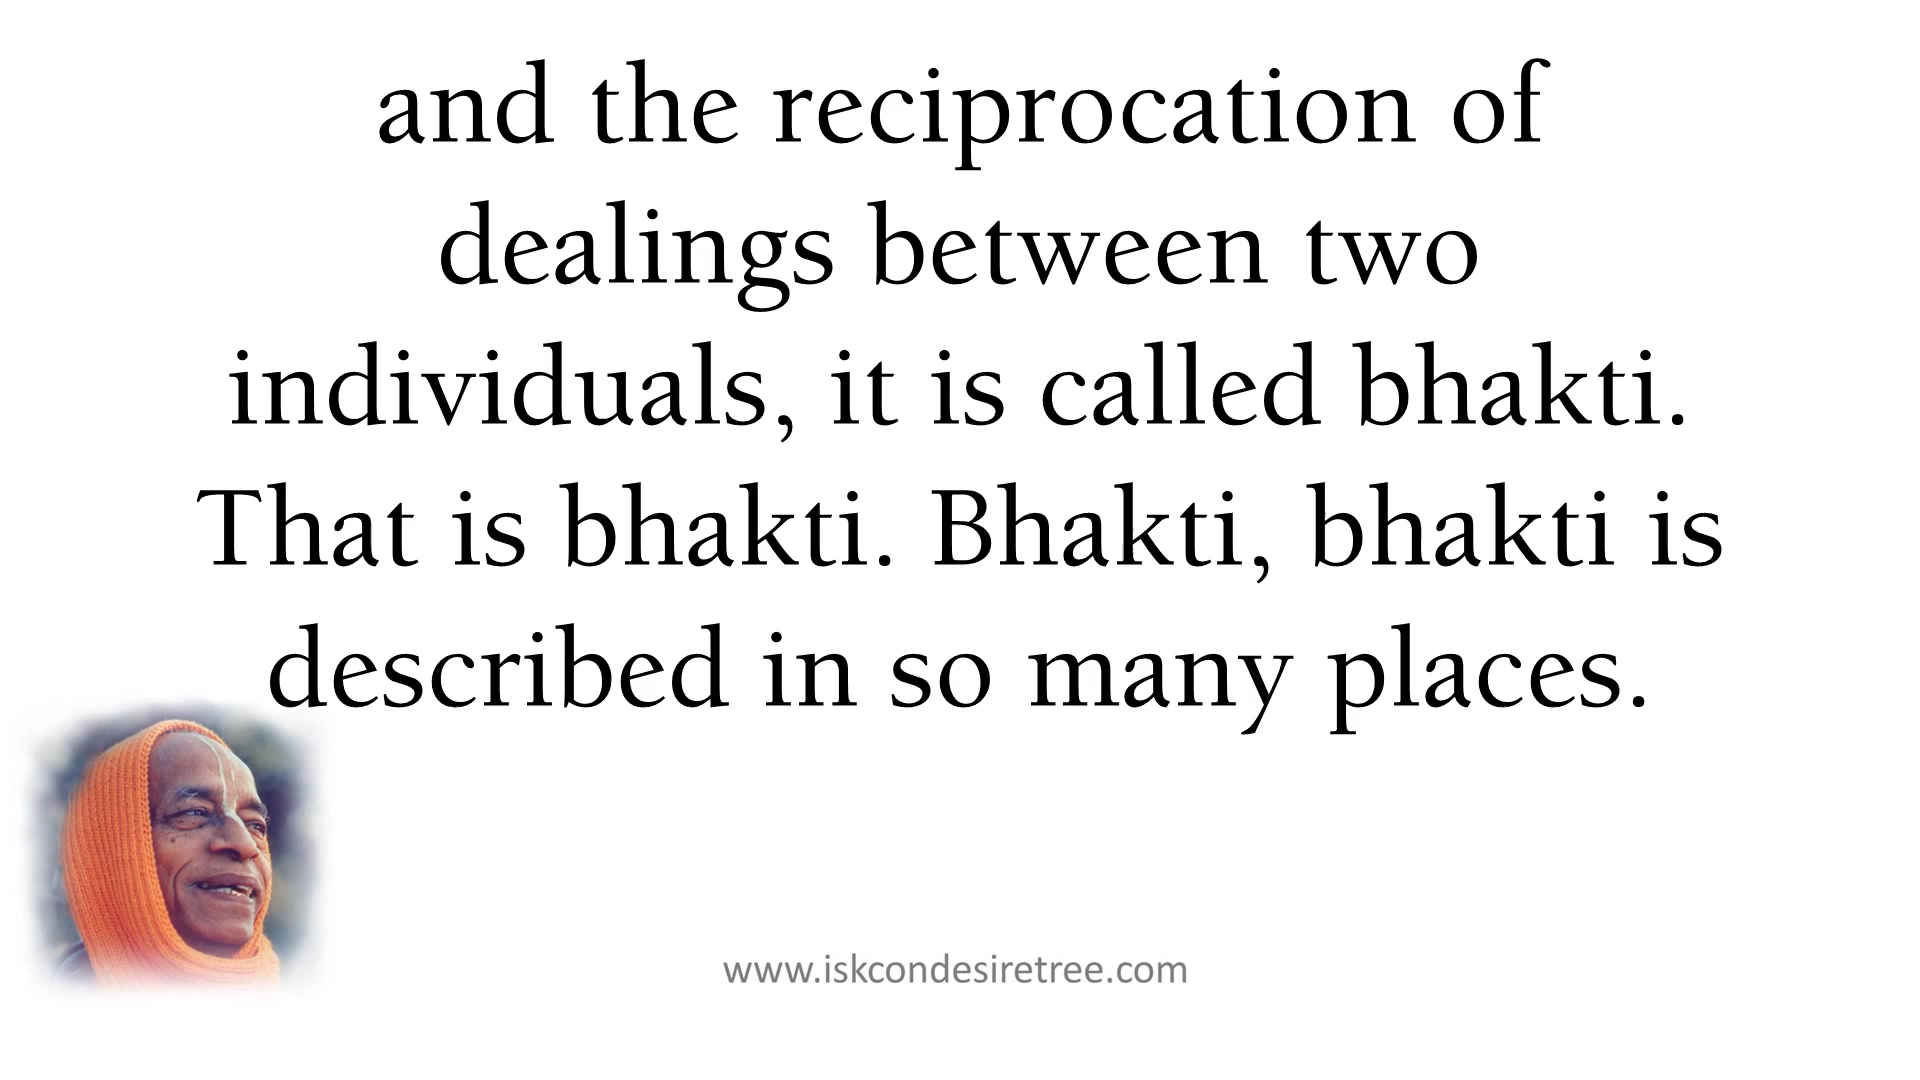 and the reciprocation of
dealings between two
individuals, it is called bhakti.
That is bhakti. Bhakti, bhakti is
described in so many places.
www.iskcondesiretree.com